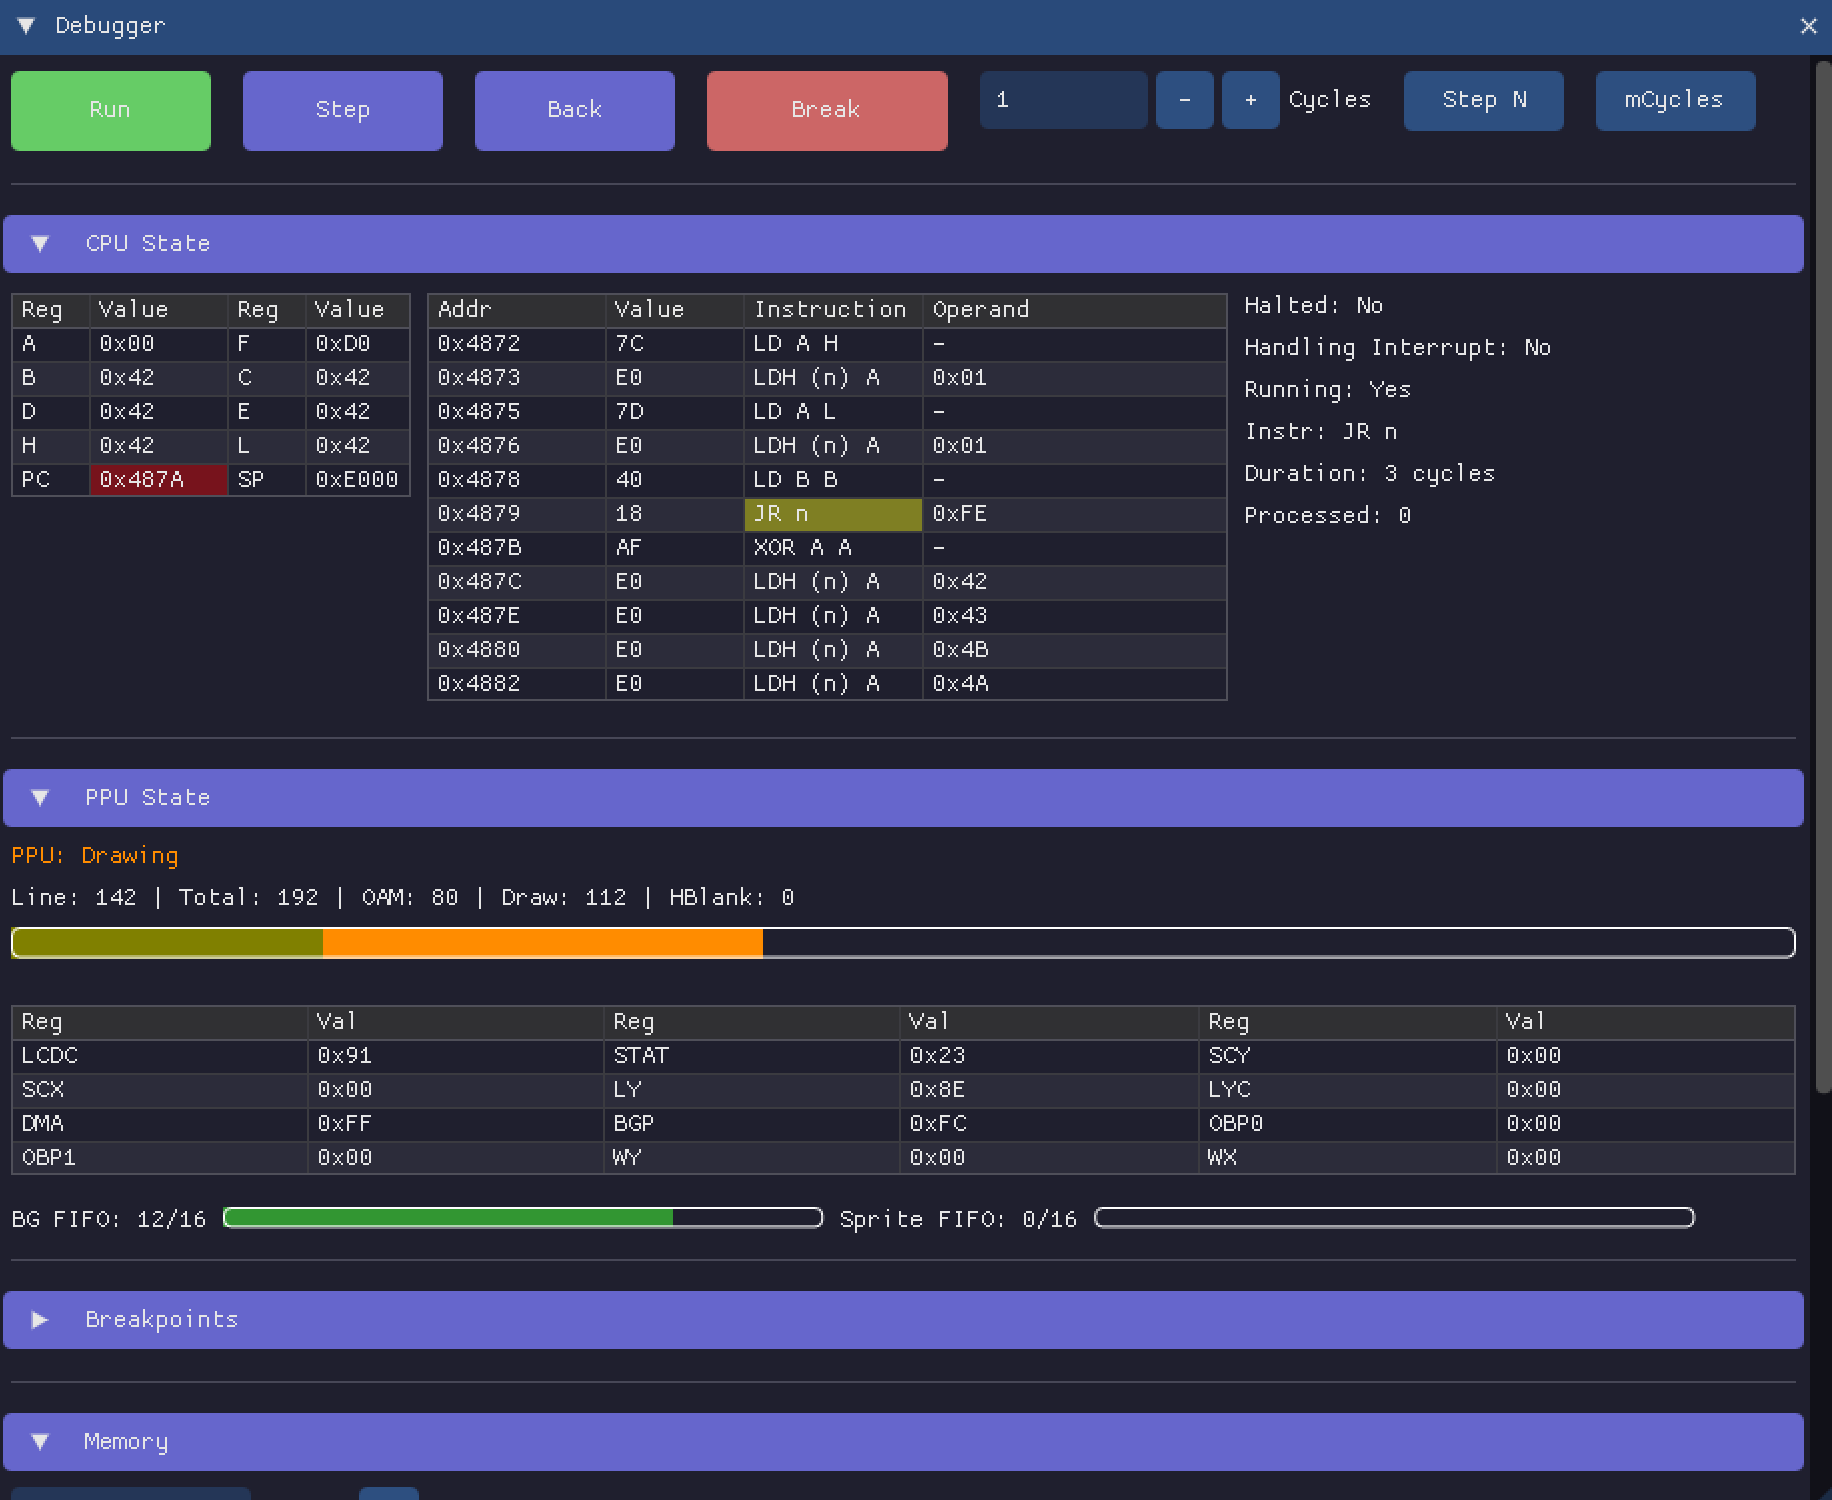 Debugger
Run Step Back Break 1 - + Cycles Step N mCycles
CPU State
Reg Value Reg Value
A 0x00 F 0xD0
B 0x42 C 0x42
D 0x42 E 0x42
H 0x42 L 0x42
PC 0x487A SP 0xE000
Addr Value Instruction Operand
0x4872 7C LD A H -
0x4873 E0 LDH (n) A 0x01
0x4875 7D LD A L -
0x4876 E0 LDH (n) A 0x01
0x4878 40 LD B B -
0x4879 18 JR n 0xFE
0x487B AF XOR A A -
0x487C E0 LDH (n) A 0x42
0x487E E0 LDH (n) A 0x43
0x4880 E0 LDH (n) A 0x4B
0x4882 E0 LDH (n) A 0x4A
Halted: No
Handling Interrupt: No
Running: Yes
Instr: JR n
Duration: 3 cycles
Processed: 0
PPU State
PPU: Drawing
Line: 142 | Total: 192 | OAM: 80 | Draw: 112 | HBlank: 0
Reg Val Reg Val Reg Val
LCDC 0x91 STAT 0x23 SCY 0x00
SCX 0x00 LY 0x8E LYC 0x00
DMA 0xFF BGP 0xFC OBP0 0x00
OBP1 0x00 WY 0x00 WX 0x00
BG FIFO: 12/16 Sprite FIFO: 0/16
Breakpoints
Memory